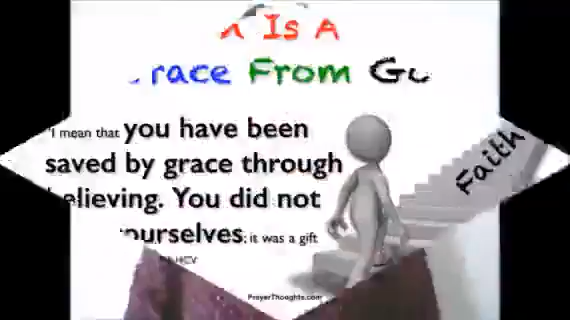 Is A
race From
"I mean that you have been
saved by grace through
elieving. You did not
ourselves; it was a gift
Faith
PrayerThoughts.com